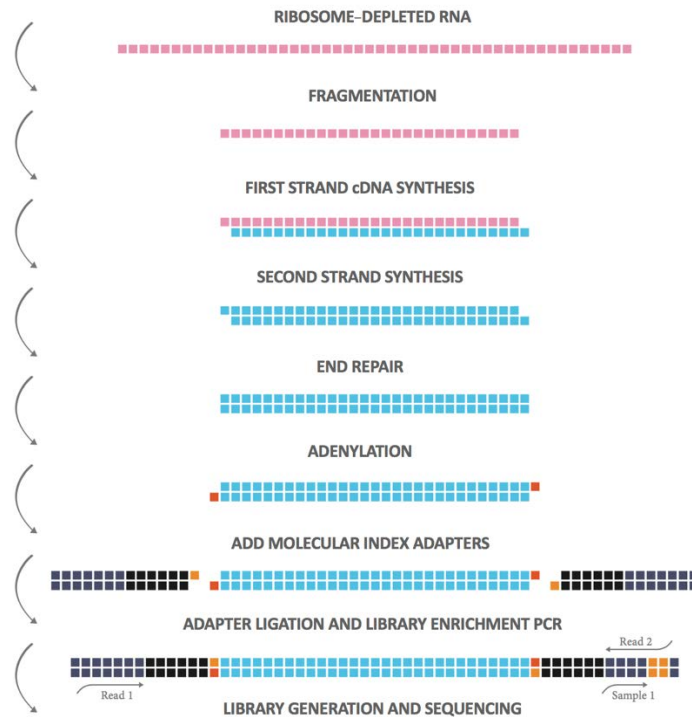 RIBOSOME–DEPLETED RNA
FRAGMENTATION
FIRST STRAND cDNA SYNTHESIS
SECOND STRAND SYNTHESIS
END REPAIR
ADENYLATION
ADD MOLECULAR INDEX ADAPTERS
ADAPTER LIGATION AND LIBRARY ENRICHMENT PCR
Read 2
Read 1
Sample 1
LIBRARY GENERATION AND SEQUENCING